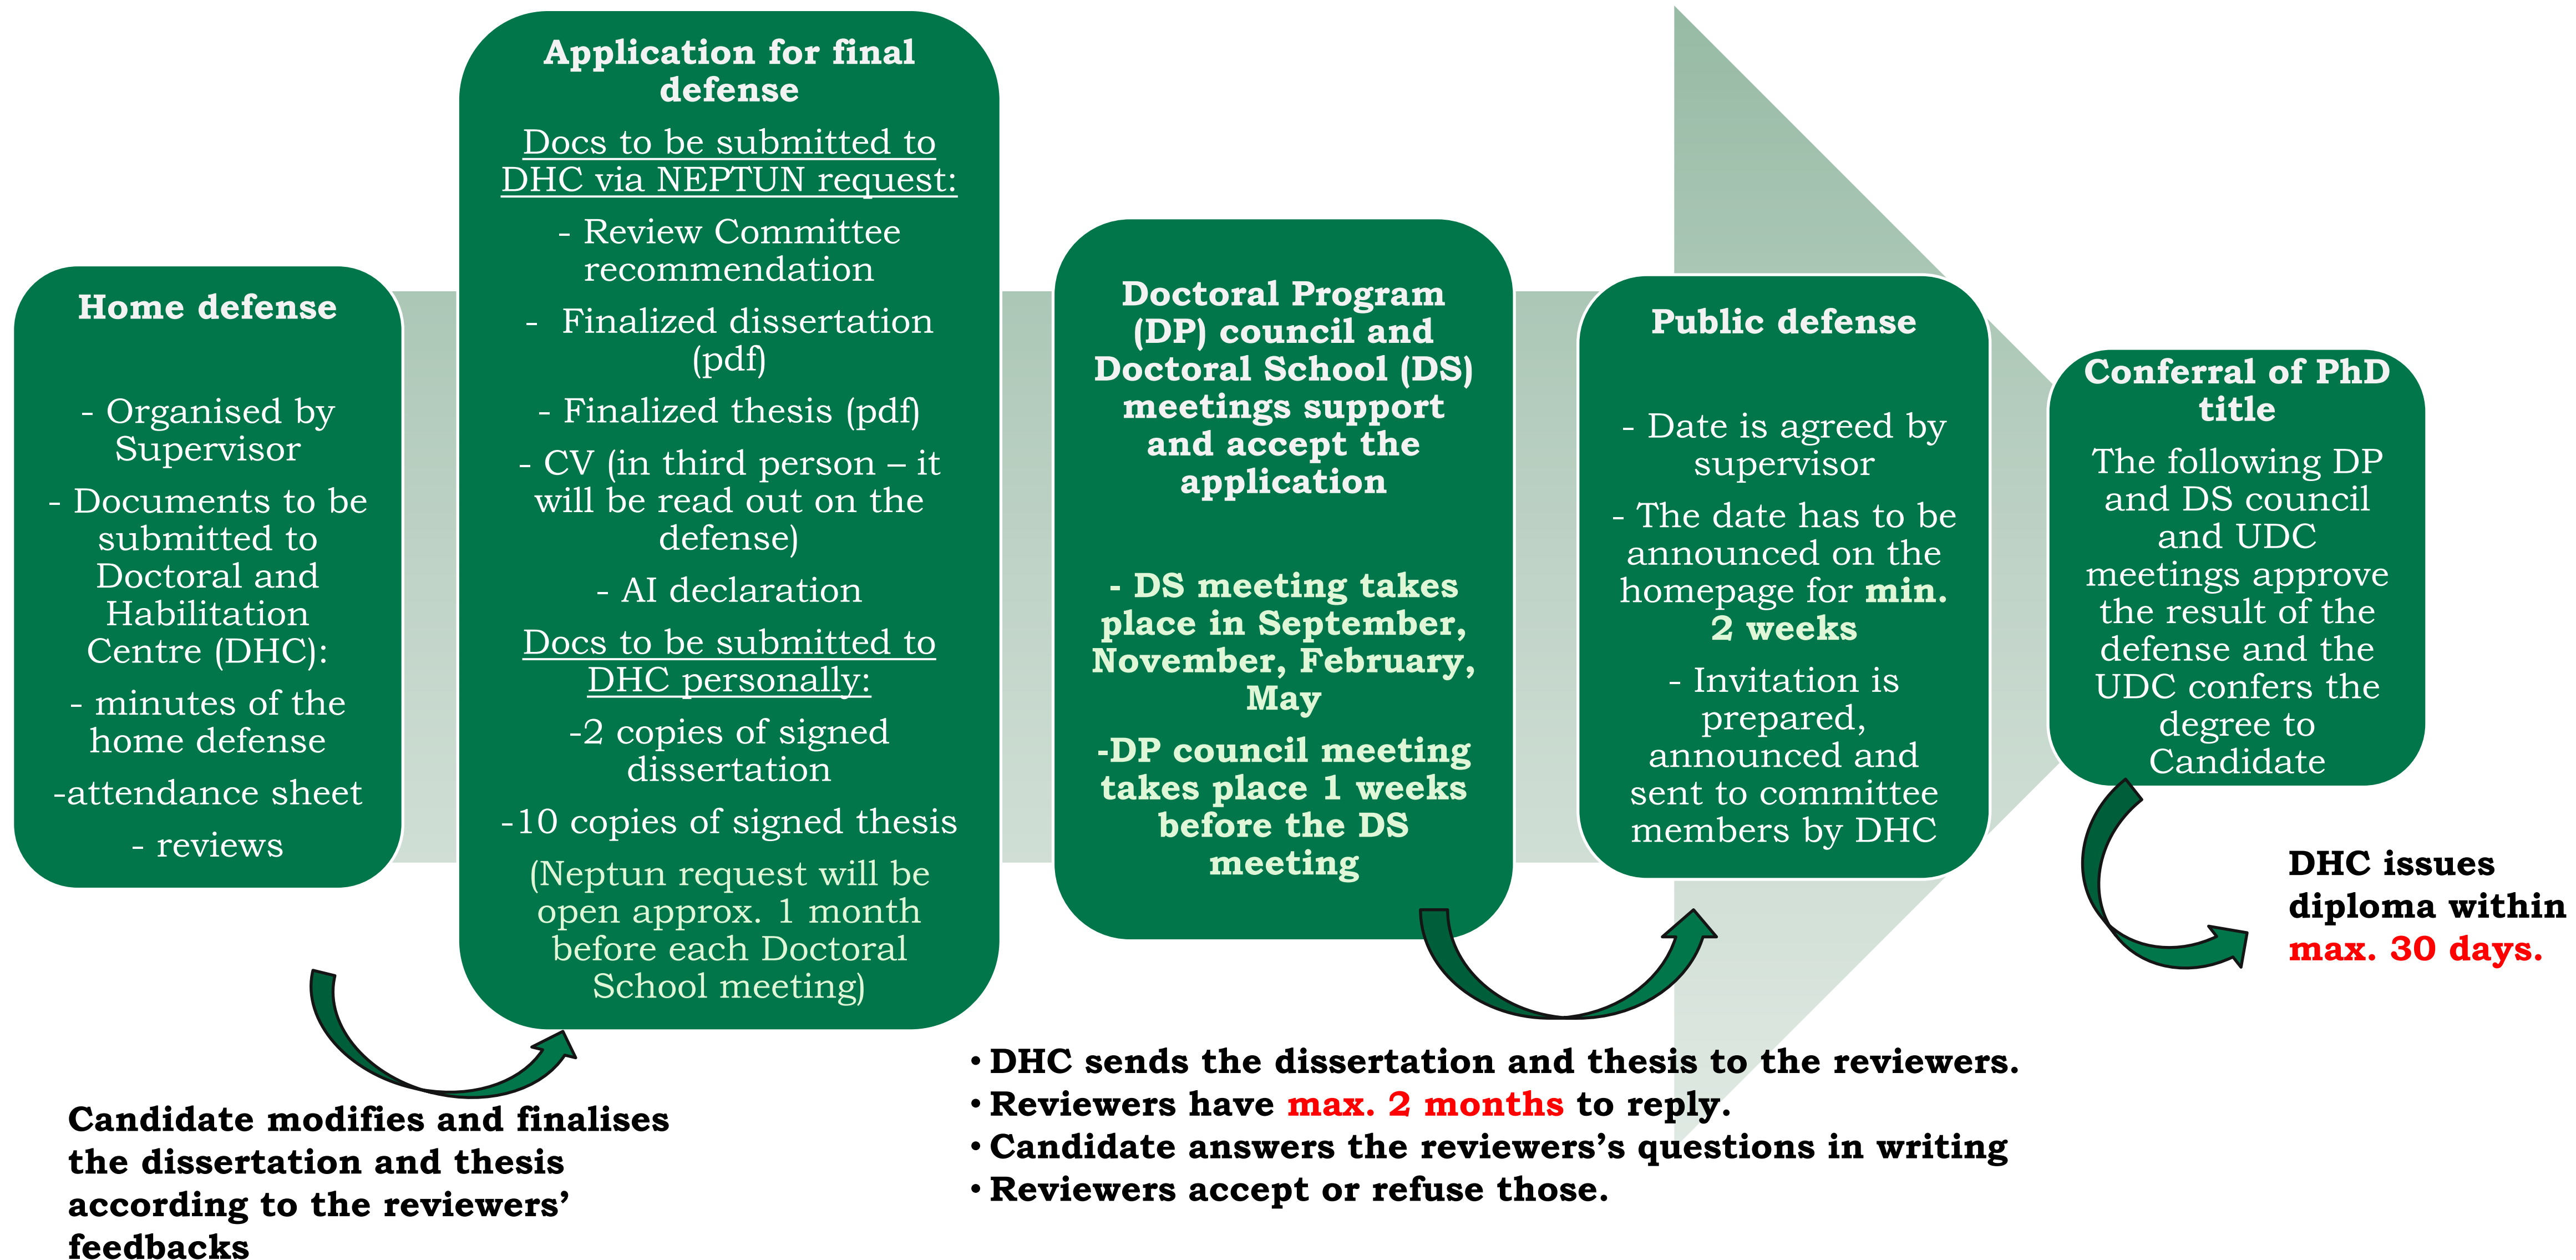 Home defense
- Organised by
Supervisor
- Documents to be
submitted to
Doctoral and
Habilitation
Centre (DHC):
- minutes of the
home defense
-attendance sheet
- reviews
Candidate modifies and finalises
the dissertation and thesis
according to the reviewers’
feedbacks
Application for final
defense
Docs to be submitted to
DHC via NEPTUN request:
- Review Committee
recommendation
- Finalized dissertation
(pdf)
- Finalized thesis (pdf)
- CV (in third person – it
will be read out on the
defense)
- AI declaration
Docs to be submitted to
DHC personally:
-2 copies of signed
dissertation
-10 copies of signed thesis
(Neptun request will be
open approx. 1 month
before each Doctoral
School meeting)
Doctoral Program
(DP) council and
Doctoral School (DS)
meetings support
and accept the
application
- DS meeting takes
place in September,
November, February,
May
-DP council meeting
takes place 1 weeks
before the DS
meeting
• DHC sends the dissertation and thesis to the reviewers.
• Reviewers have max. 2 months to reply.
• Candidate answers the reviewers’s questions in writing
• Reviewers accept or refuse those.
Public defense
- Date is agreed by
supervisor
- The date has to be
announced on the
homepage for min.
2 weeks
- Invitation is
prepared,
announced and
sent to committee
members by DHC
Conferral of PhD
title
The following DP
and DS council
and UDC
meetings approve
the result of the
defense and the
UDC confers the
degree to
Candidate
DHC issues
diploma within
max. 30 days.